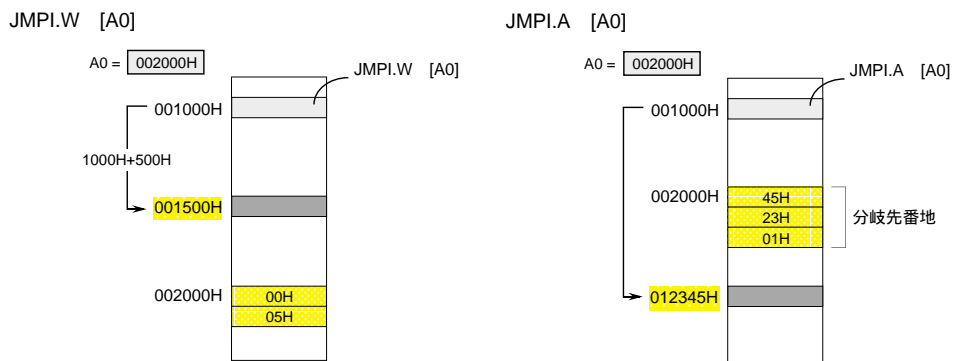 JMPI.W [A0]
A0 = 002000H
JMPI.W [A0]
001000H
1000H+500H
001500H
002000H
00H
05H
JMPI.A [A0]
A0 = 002000H
JMPI.A [A0]
001000H
002000H
45H
23H
01H
分岐先番地
012345H